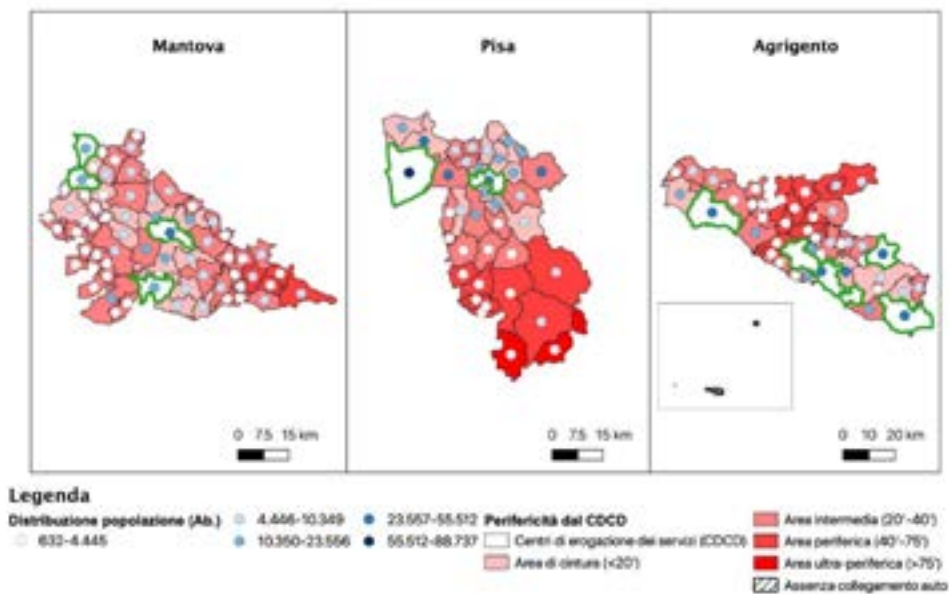 Mantova
Pisa
Agrigento
0 7.5 15 km
0 7.5 15 km
0 10 20 km
Legenda
Distribuzione popolazione (Ab.)
632-4.445
4.446-10.349
10.350-23.556
23.557-55.512
55.512-88.737
Perifericità dal CDCD
Centri di erogazione dei servizi (CDCD)
Area di cintura (<20')
Area intermedia (20'-40')
Area periferica (40'-75')
Area ultra-periferica (>75')
Assenza collegamento auto